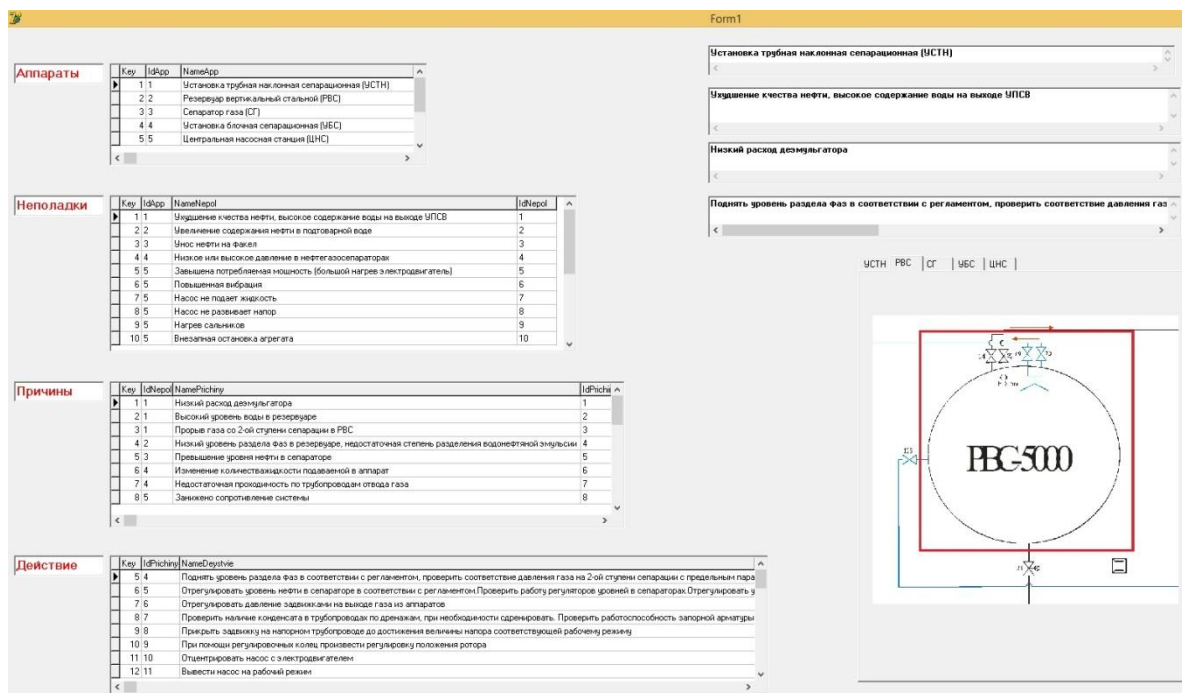 Form1
Аппараты
Key IdApp NameApp
1 1 Установка трубная наклонная сепарационная (УСТН)
2 2 Резервуар вертикальный стальной (РВС)
3 3 Сепаратор газа (СГ)
4 4 Установка блочная сепарационная (УБС)
5 5 Центральная насосная станция (ЦНС)
Неполадки
Key IdApp NameNepol IdNepol
1 1 Ухудшение кчества нефти, высокое содержание воды на выходе УПСВ 1
2 2 Увеличение содержания нефти в подтоварной воде 2
3 3 Унос нефти на факел 3
4 4 Низкое или высокое давление в нефтегазосепараторах 4
5 5 Завышена потребляемая мощность (большой нагрев электродвигатель) 5
6 5 Повышенная вибрация 6
7 5 Насос не подает жидкость 7
8 5 Насос не развивает напор 8
9 5 Нагрев сальников 9
10 5 Внезапная остановка агрегата 10
Причины
Key IdNepol NamePrichiny IdPrichi
1 1 Низкий расход деэмульгатора 1
2 1 Высокий уровень воды в резервуаре 2
3 1 Прорыв газа со 2-ой ступени сепарации в РВС 3
4 2 Низкий уровень раздела фаз в резервуаре, недостаточная степень разделения водонефтяной эмульсии 4
5 3 Превышение уровня нефти в сепараторе 5
6 4 Изменение количестважидкости подаваемой в аппарат 6
7 4 Недостаточная проходимость по трубопроводам отвода газа 7
8 5 Занижено сопротивление системы 8
Действие
Key IdPrichiny NameDeystvie
5 4 Поднять уровень раздела фаз в соответствии с регламентом, проверить соответствие давления газа на 2-ой ступени сепарации с предельным пара
6 5 Отрегулировать уровень нефти в сепараторе в соответствии с регламентом.Проверить работу регуляторов уровней в сепараторах.Отрегулировать у
7 6 Отрегулировать давление задвижками на выходе газа из аппаратов
8 7 Проверить наличие конденсата в трубопроводах по дренажам, при необходимости сдренировать. Проверить работоспособность запорной арматуры
9 8 Прикрыть задвижку на напорном трубопроводе до достижения величины напора соответствующей рабочему режиму
10 9 При помощи регулировочных колец произвести регулировку положения ротора
11 10 Отцентрировать насос с электродвигателем
12 11 Вывести насос на рабочий режим
Установка трубная наклонная сепарационная (УСТН)
Ухудшение кчества нефти, высокое содержание воды на выходе УПСВ
Низкий расход деэмульгатора
Поднять уровень раздела фаз в соответствии с регламентом, проверить соответствие давления газ
УСТН РВС СГ УБС ЦНС
РВС-5000